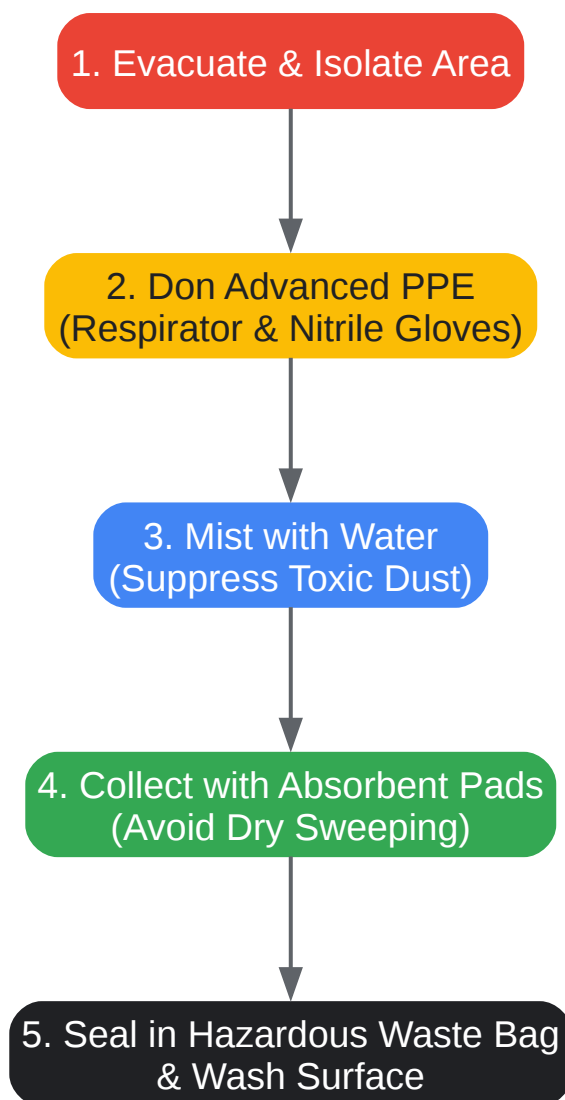 1. Evacuate & Isolate Area
2. Don Advanced PPE
(Respirator & Nitrile Gloves)
3. Mist with Water
(Suppress Toxic Dust)
4. Collect with Absorbent Pads
(Avoid Dry Sweeping)
5. Seal in Hazardous Waste Bag
& Wash Surface